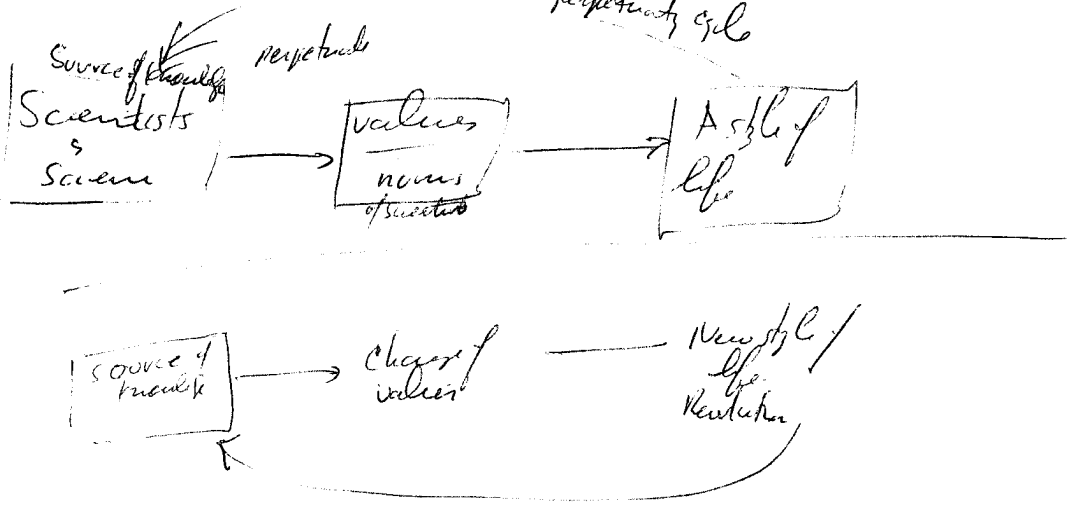 perpetuating cycle
Source of knowledge perpetuate
Scientists
&
Science
values
norms
of scientists
A style of
life
source of
knowledge
change of
values
New style of
life
Revolution